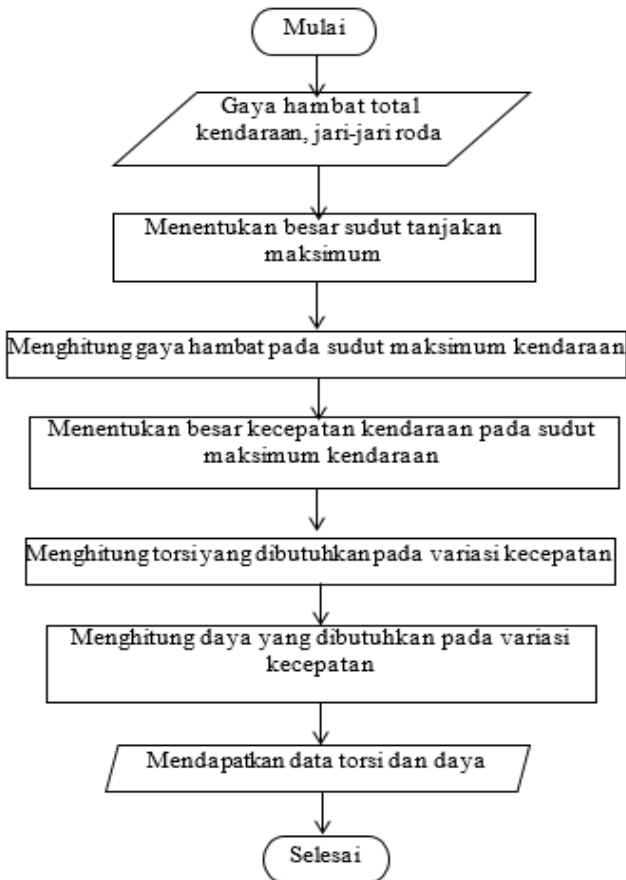 Mulai
Gaya hambat total
kendaraan, jari-jari roda
Menentukan besar sudut tanjakan
maksimum
Menghitung gaya hambat pada sudut maksimum kendaraan
Menentukan besar kecepatan kendaraan pada sudut
maksimum kendaraan
Menghitung torsi yang dibutuhkan pada variasi kecepatan
Menghitung daya yang dibutuhkan pada variasi
kecepatan
Mendapatkan data torsi dan daya
Selesai